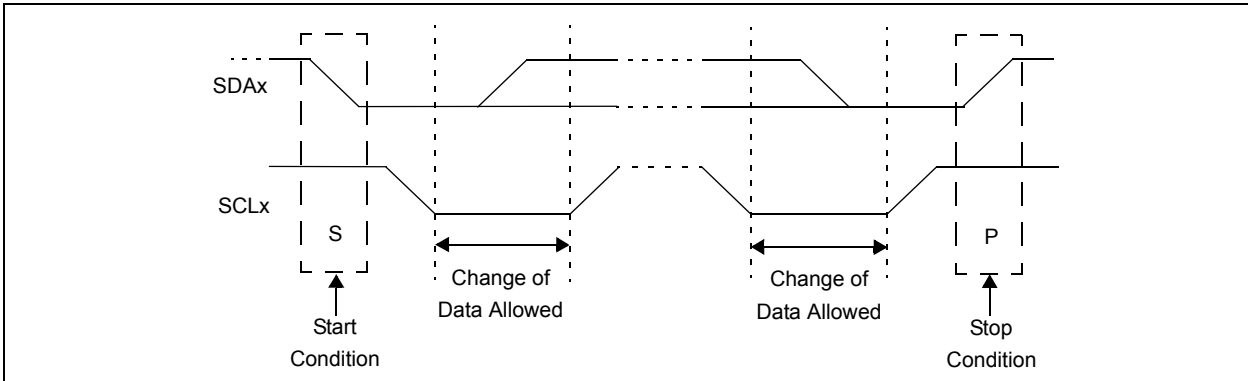 SDAx
SCLx
S
P
Change of
Data Allowed
Change of
Data Allowed
Start
Condition
Stop
Condition